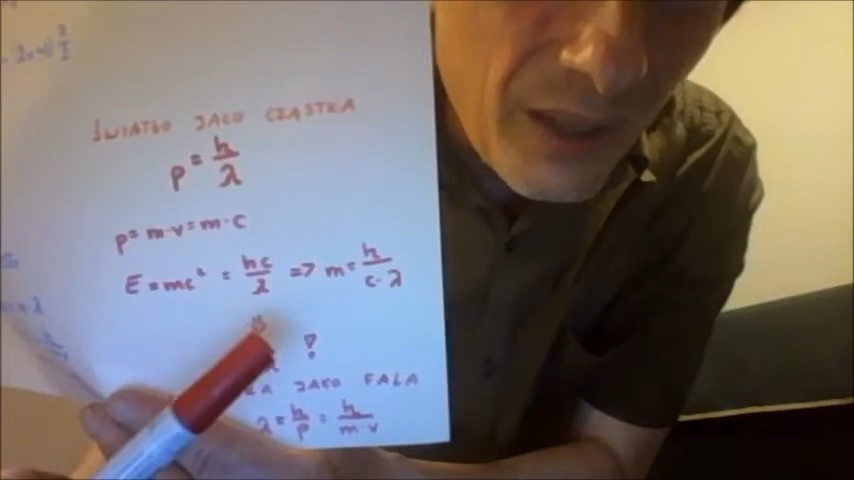 ŚWIATŁO JAKO CZĄSTKA
p = h/λ
p = m·v = m·c
E = mc² = hc/λ => m = h/c·λ
!
JAKO FALA
λ = h/p = h/m·v